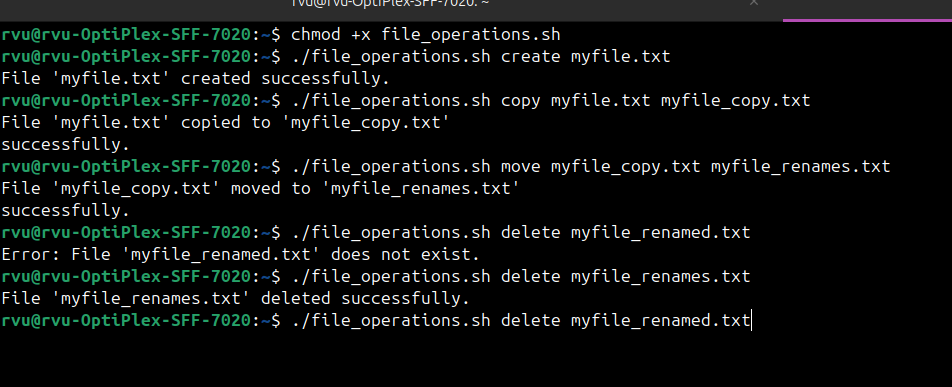 rvu@rvu-OptiPlex-SFF-7020: ~ ×
rvu@rvu-OptiPlex-SFF-7020:~$ chmod +x file_operations.sh
rvu@rvu-OptiPlex-SFF-7020:~$ ./file_operations.sh create myfile.txt
File 'myfile.txt' created successfully.
rvu@rvu-OptiPlex-SFF-7020:~$ ./file_operations.sh copy myfile.txt myfile_copy.txt
File 'myfile.txt' copied to 'myfile_copy.txt'
successfully.
rvu@rvu-OptiPlex-SFF-7020:~$ ./file_operations.sh move myfile_copy.txt myfile_renames.txt
File 'myfile_copy.txt' moved to 'myfile_renames.txt'
successfully.
rvu@rvu-OptiPlex-SFF-7020:~$ ./file_operations.sh delete myfile_renamed.txt
Error: File 'myfile_renamed.txt' does not exist.
rvu@rvu-OptiPlex-SFF-7020:~$ ./file_operations.sh delete myfile_renames.txt
File 'myfile_renames.txt' deleted successfully.
rvu@rvu-OptiPlex-SFF-7020:~$ ./file_operations.sh delete myfile_renamed.txt